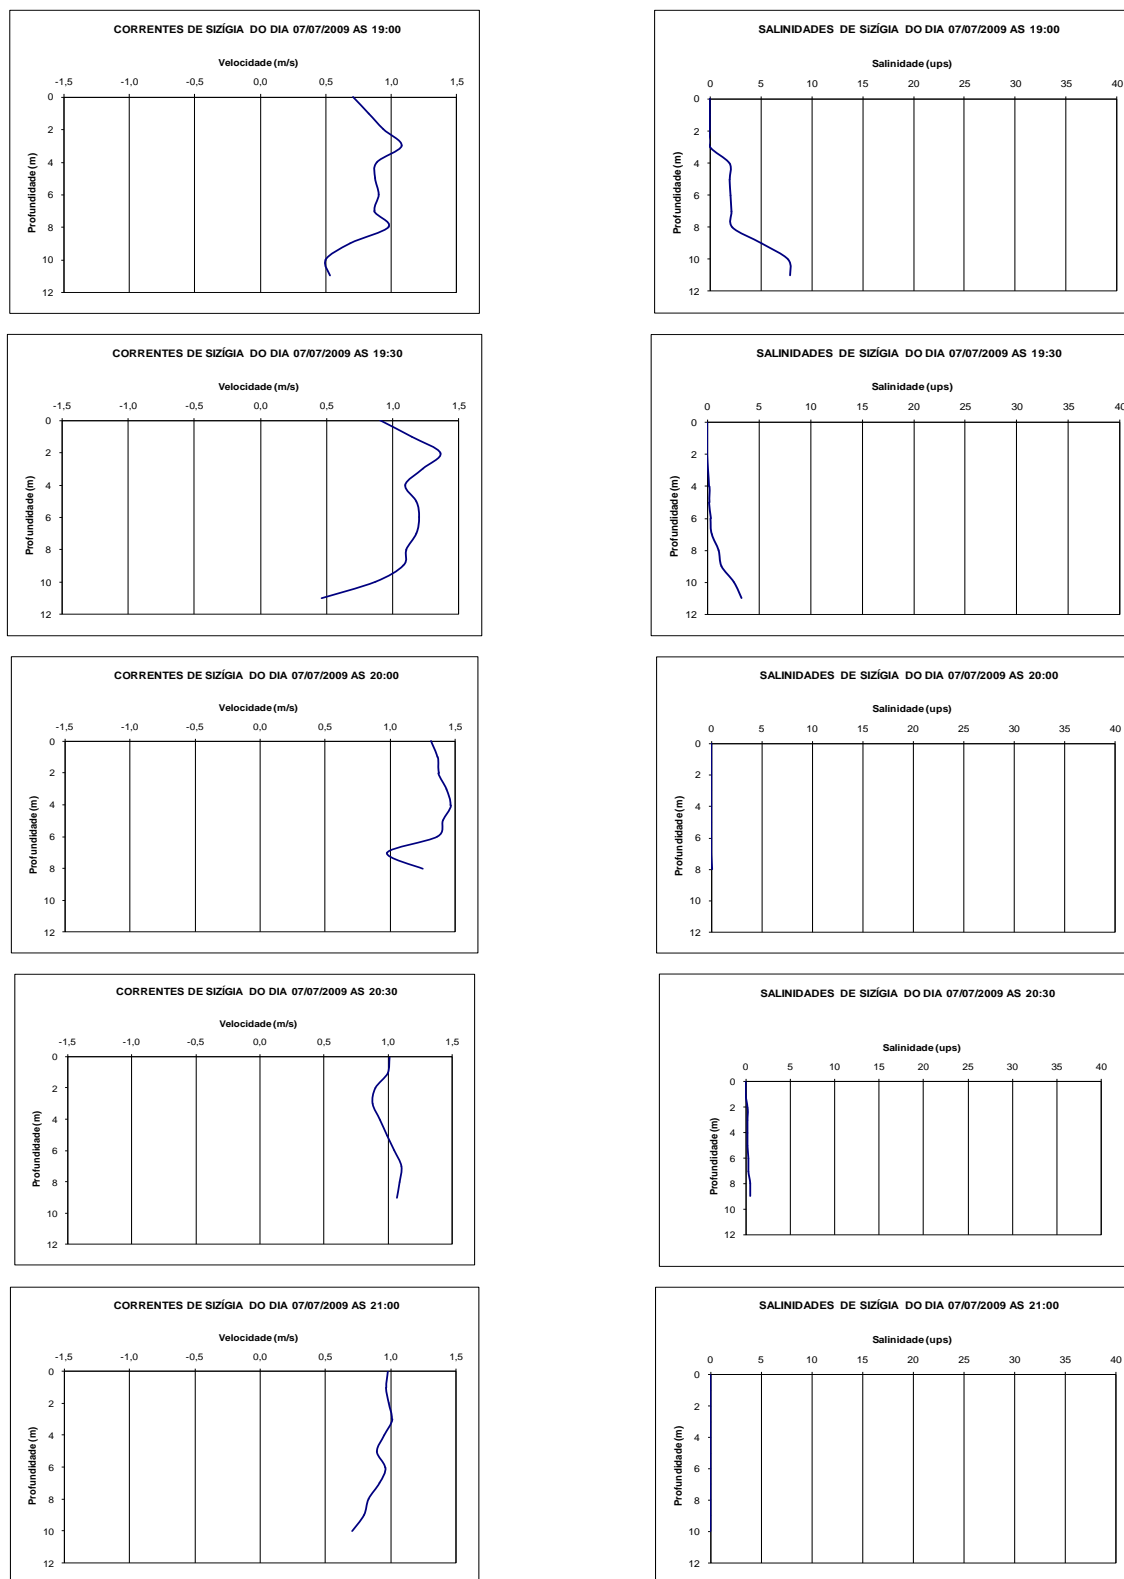 CORRENTES DE SIZÍGIA DO DIA 07/07/2009 AS 19:00
Velocidade (m/s)
-1,5 -1,0 -0,5 0,0 0,5 1,0 1,5
0
2
4
6
8
10
12
Profundidade (m)
SALINIDADES DE SiZÍGIA DO DIA 07/07/2009 AS 19:00
Salinidade (ups)
0 5 10 15 20 25 30 35 40
0
2
4
6
8
10
12
Profundidade (m)
CORRENTES DE SIZÍGIA DO DIA 07/07/2009 AS 19:30
Velocidade (m/s)
-1,5 -1,0 -0,5 0,0 0,5 1,0 1,5
0
2
4
6
8
10
12
Profundidade (m)
SALINIDADES DE SIZÍGIA DO DIA 07/07/2009 AS 19:30
Salinidade (ups)
0 5 10 15 20 25 30 35 40
0
2
4
6
8
10
12
Profundidade (m)
CORRENTES DE SIZÍGIA DO DIA 07/07/2009 AS 20:00
Velocidade (m/s)
-1,5 -1,0 -0,5 0,0 0,5 1,0 1,5
0
2
4
6
8
10
12
Profundidade (m)
SALINIDADES DE SIZÍGIA DO DIA 07/07/2009 AS 20:00
Salinidade (ups)
0 5 10 15 20 25 30 35 40
0
2
4
6
8
10
12
Profundidade (m)
CORRENTES DE SIZÍGIA DO DIA 07/07/2009 AS 20:30
Velocidade (m/s)
-1,5 -1,0 -0,5 0,0 0,5 1,0 1,5
0
2
4
6
8
10
12
Profundidade (m)
SALINIDADES DE SIZÍGIA DO DIA 07/07/2009 AS 20:30
Salinidade (ups)
0 5 10 15 20 25 30 35 40
0
2
4
6
8
10
12
Profundidade (m)
CORRENTES DE SIZÍGIA DO DIA 07/07/2009 AS 21:00
Velocidade (m/s)
-1,5 -1,0 -0,5 0,0 0,5 1,0 1,5
0
2
4
6
8
10
12
Profundidade (m)
SALINIDADES DE SIZÍGIA DO DIA 07/07/2009 AS 21:00
Salinidade (ups)
0 5 10 15 20 25 30 35 40
0
2
4
6
8
10
12
Profundidade (m)